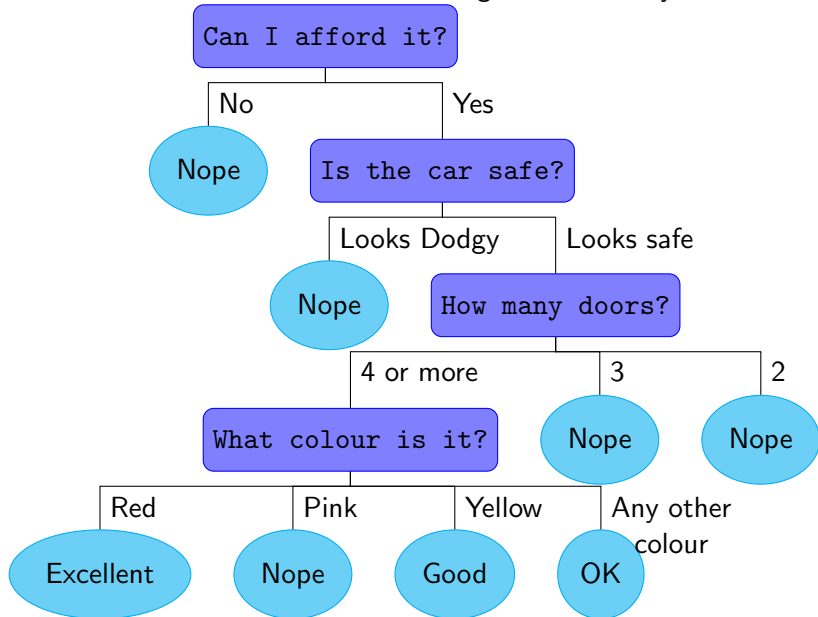 Can I afford it?
No
Yes
Nope
Is the car safe?
Looks Dodgy
Looks safe
Nope
How many doors?
4 or more
3
2
What colour is it?
Nope
Nope
Red
Pink
Yellow
Any other
colour
Excellent
Nope
Good
OK